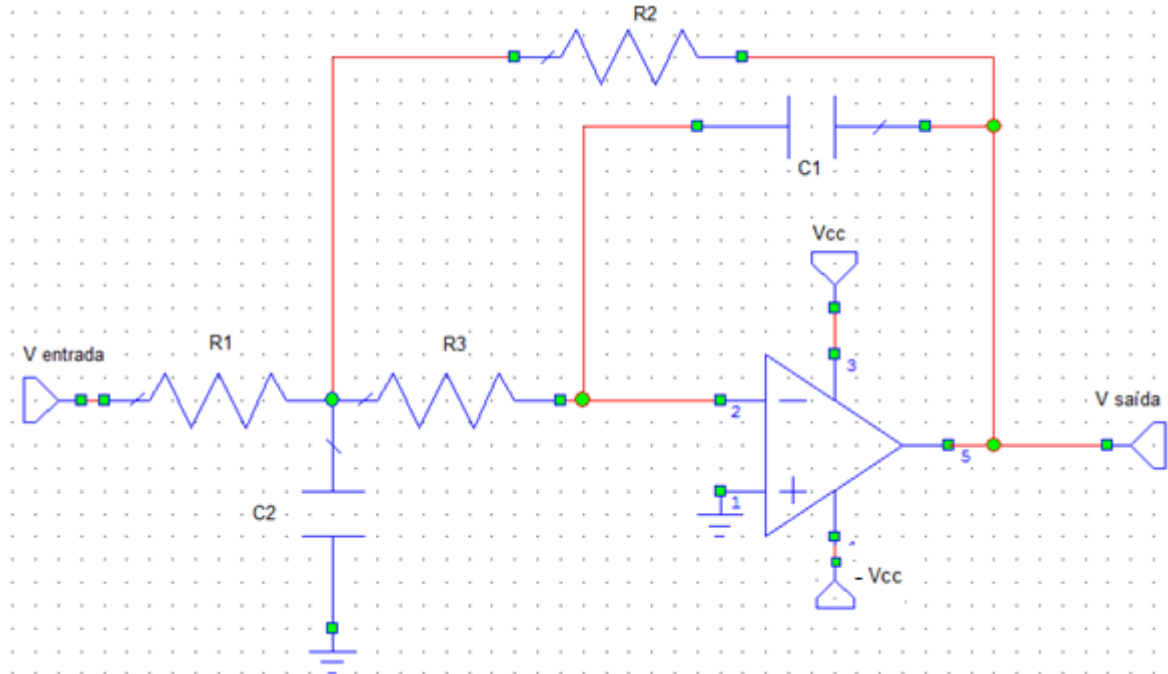 R2
C1
Vcc
R1
R3
V entrada
3
2
V saída
5
1
C2
- Vcc